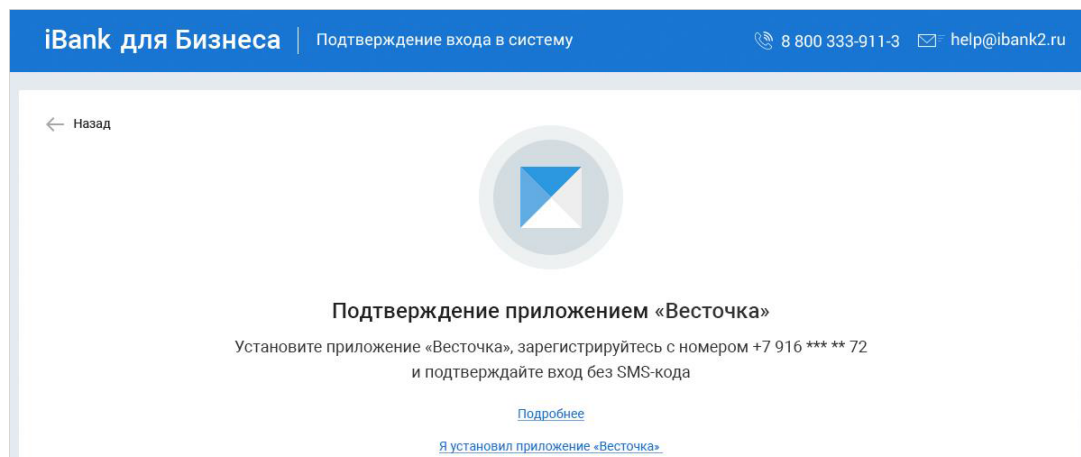 iBank для Бизнеса | Подтверждение входа в систему 8 800 333-911-3 help@ibank2.ru
Назад
Подтверждение приложением «Весточка»
Установите приложение «Весточка», зарегистрируйтесь с номером +7 916 *** ** 72
и подтверждайте вход без SMS-кода
Подробнее
Я установил приложение «Весточка»